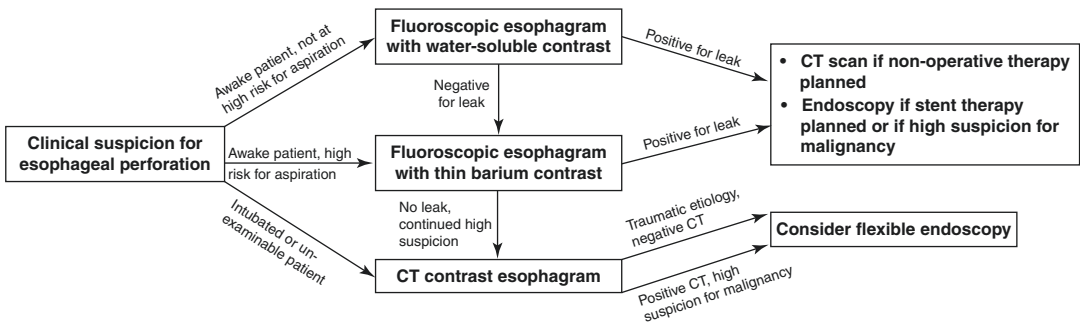 Clinical suspicion for
esophageal perforation
Awake patient, not at
high risk for aspiration
Awake patient, high
risk for aspiration
Intubated or un-
examinable patient
Fluoroscopic esophagram
with water-soluble contrast
Negative
for leak
Fluoroscopic esophagram
with thin barium contrast
No leak,
continued high
suspicion
CT contrast esophagram
Positive for leak
Positive for leak
• CT scan if non-operative therapy
planned
• Endoscopy if stent therapy
planned or if high suspicion for
malignancy
Traumatic etiology,
negative CT
Positive CT, high
suspicion for malignancy
Consider flexible endoscopy